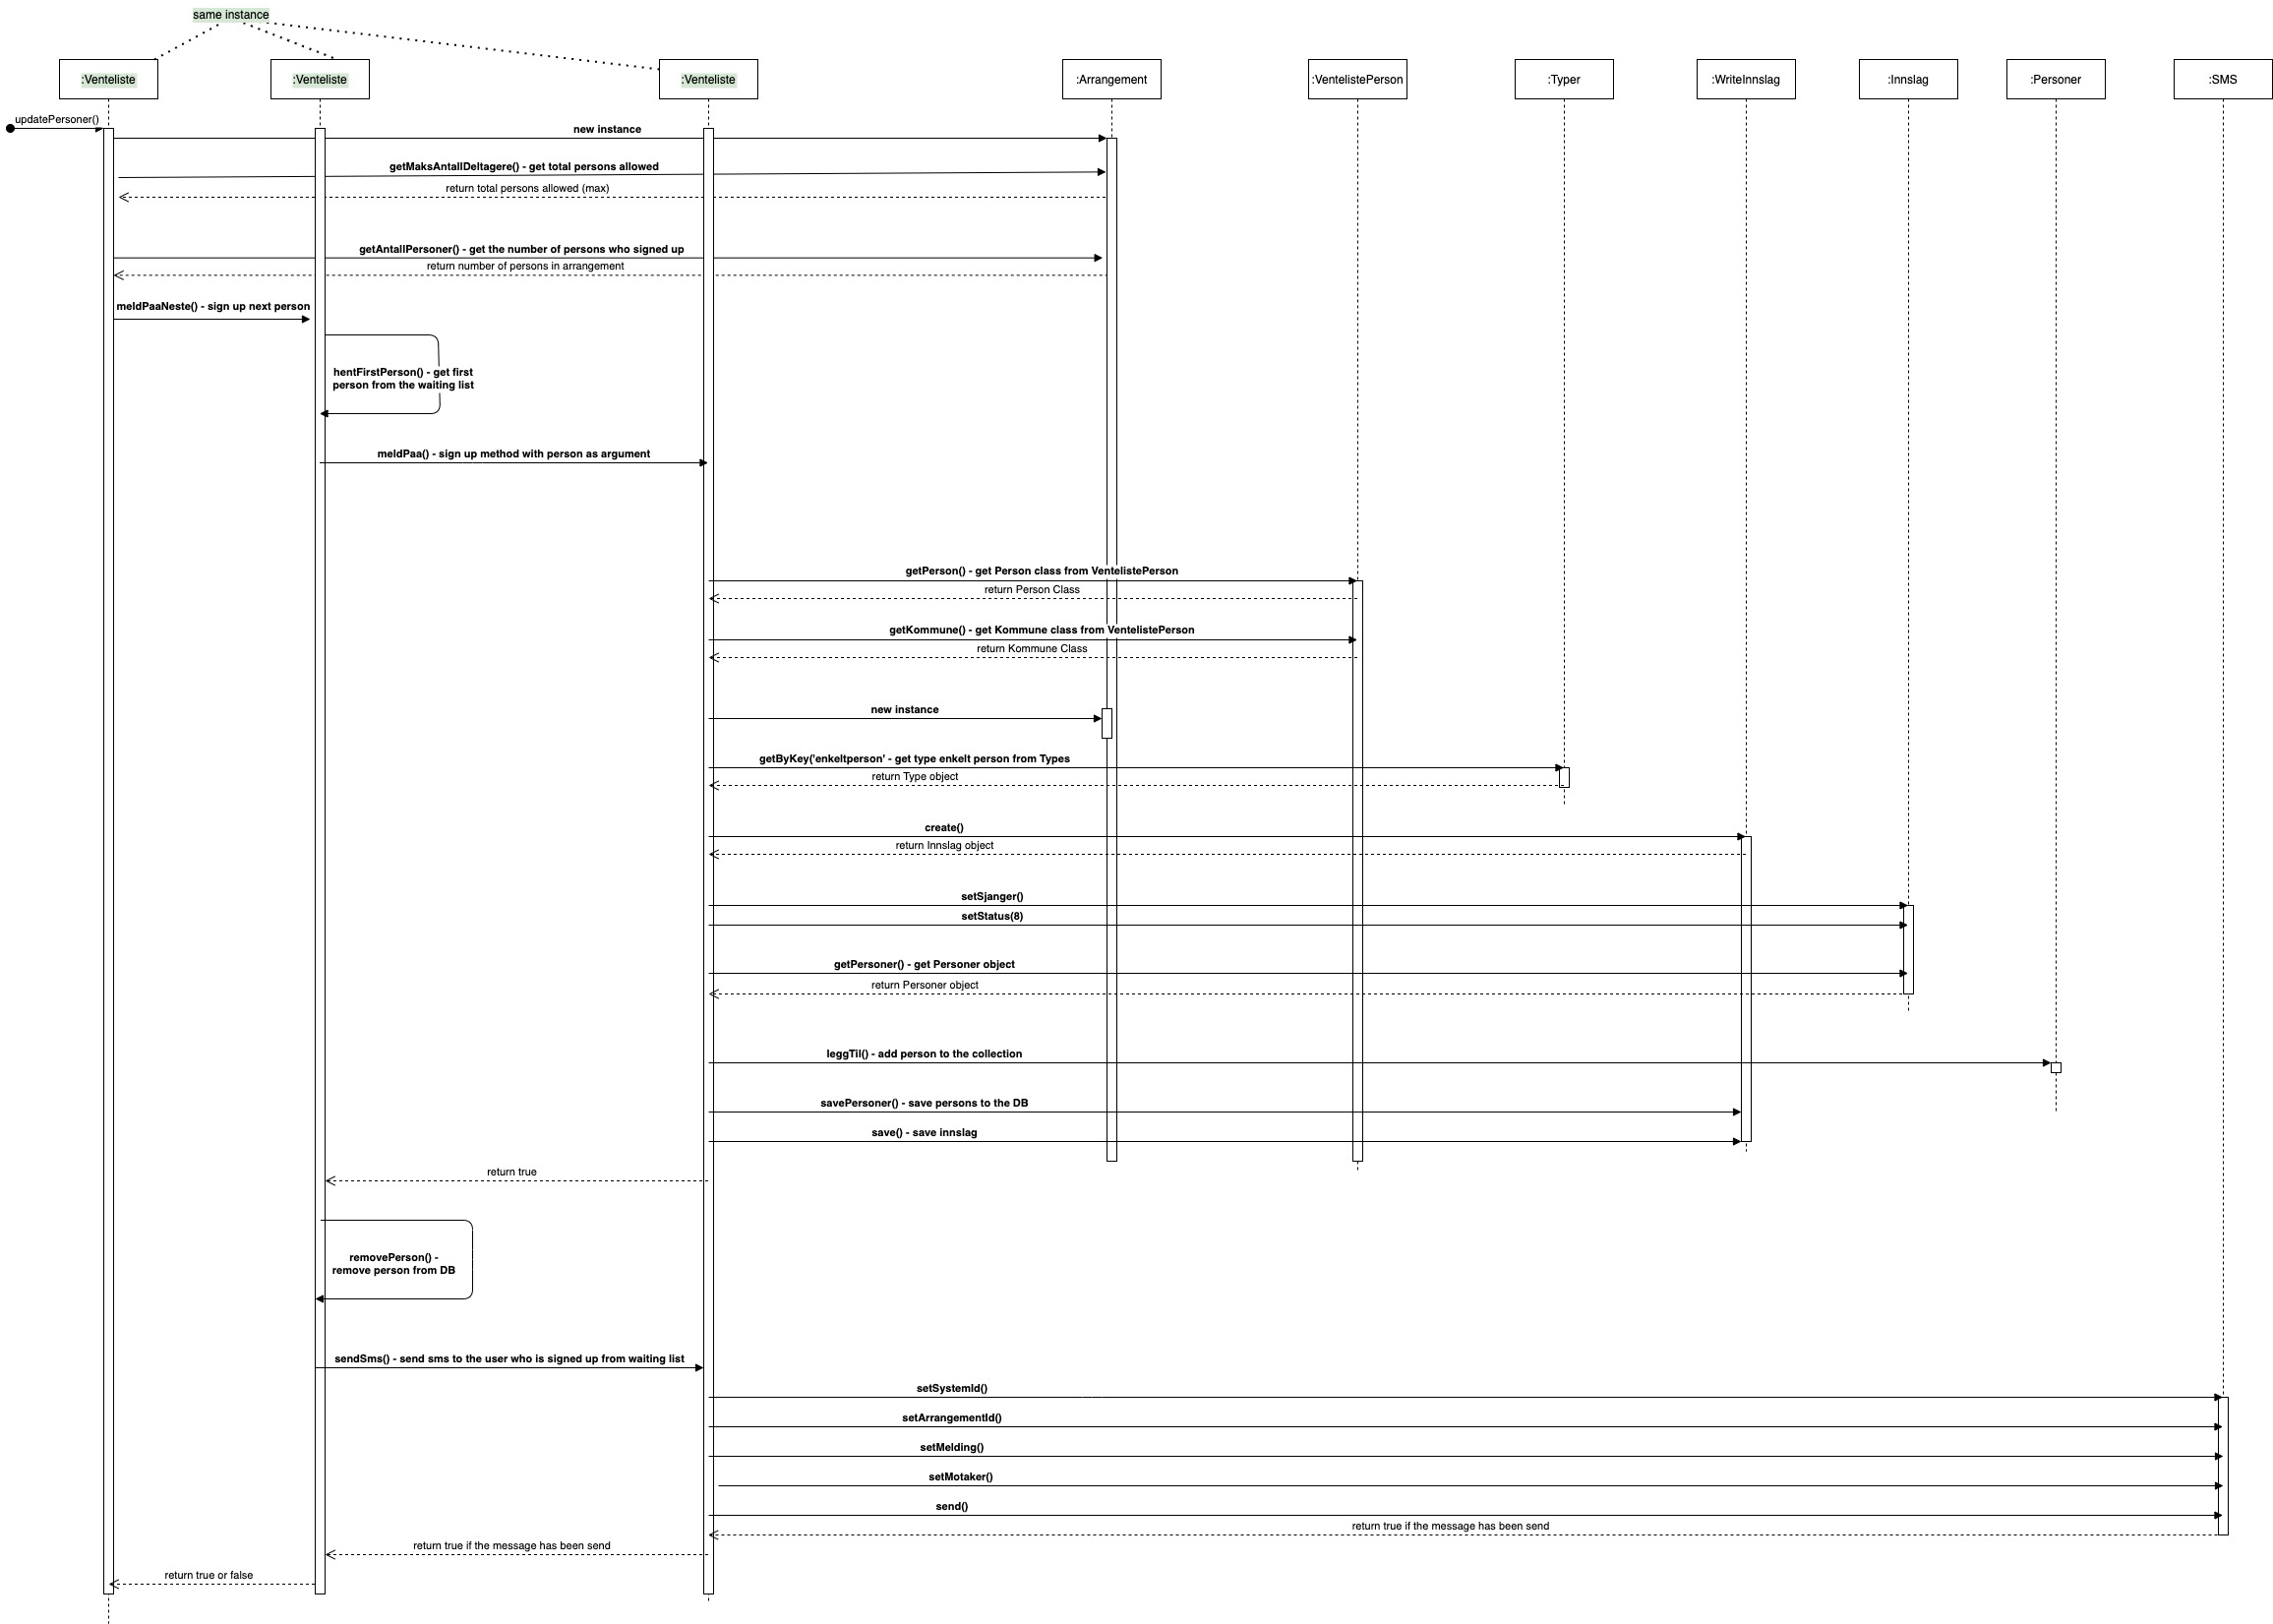 same instance
:Venteliste
:Venteliste
:Venteliste
:Arrangement
:VentelistePerson
:Typer
:WriteInnslag
:Innslag
:Personer
:SMS
updatePersoner()
new instance
getMaksAntallDeltagere() - get total persons allowed
return total persons allowed (max)
getAntallPersoner() - get the number of persons who signed up
return number of persons in arrangement
meldPaaNeste() - sign up next person
hentFirstPerson() - get first
person from the waiting list
meldPaa() - sign up method with person as argument
getPerson() - get Person class from VentelistePerson
return Person Class
getKommune() - get Kommune class from VentelistePerson
return Kommune Class
new instance
getByKey('enkeltperson' - get type enkelt person from Types
return Type object
create()
return Innslag object
setSjanger()
setStatus(8)
getPersoner() - get Personer object
return Personer object
leggTil() - add person to the collection
savePersoner() - save persons to the DB
save() - save innslag
return true
removePerson() -
remove person from DB
sendSms() - send sms to the user who is signed up from waiting list
setSystemId()
setArrangementId()
setMelding()
setMotaker()
send()
return true if the message has been send
return true if the message has been send
return true or false